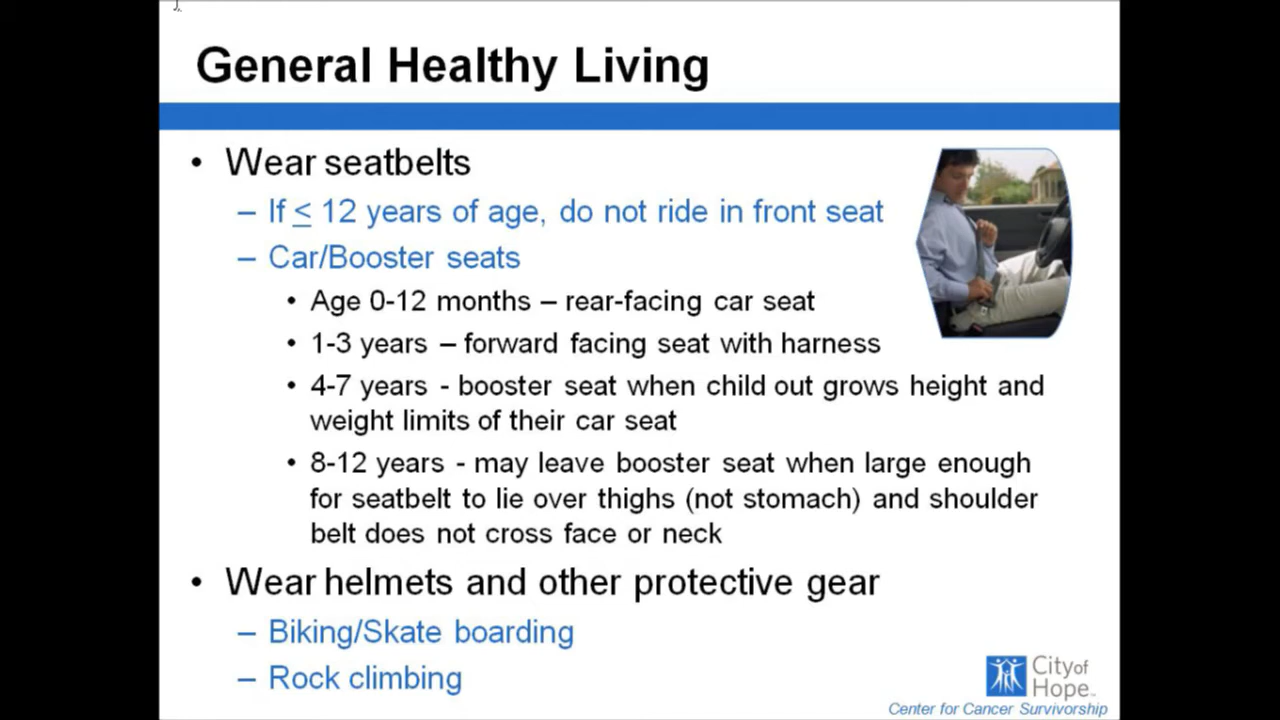 General Healthy Living
• Wear seatbelts
– If ≤ 12 years of age, do not ride in front seat
– Car/Booster seats
• Age 0-12 months – rear-facing car seat
• 1-3 years – forward facing seat with harness
• 4-7 years - booster seat when child out grows height and
weight limits of their car seat
• 8-12 years - may leave booster seat when large enough
for seatbelt to lie over thighs (not stomach) and shoulder
belt does not cross face or neck
• Wear helmets and other protective gear
– Biking/Skate boarding
– Rock climbing
City of
Hope™
Center for Cancer Survivorship